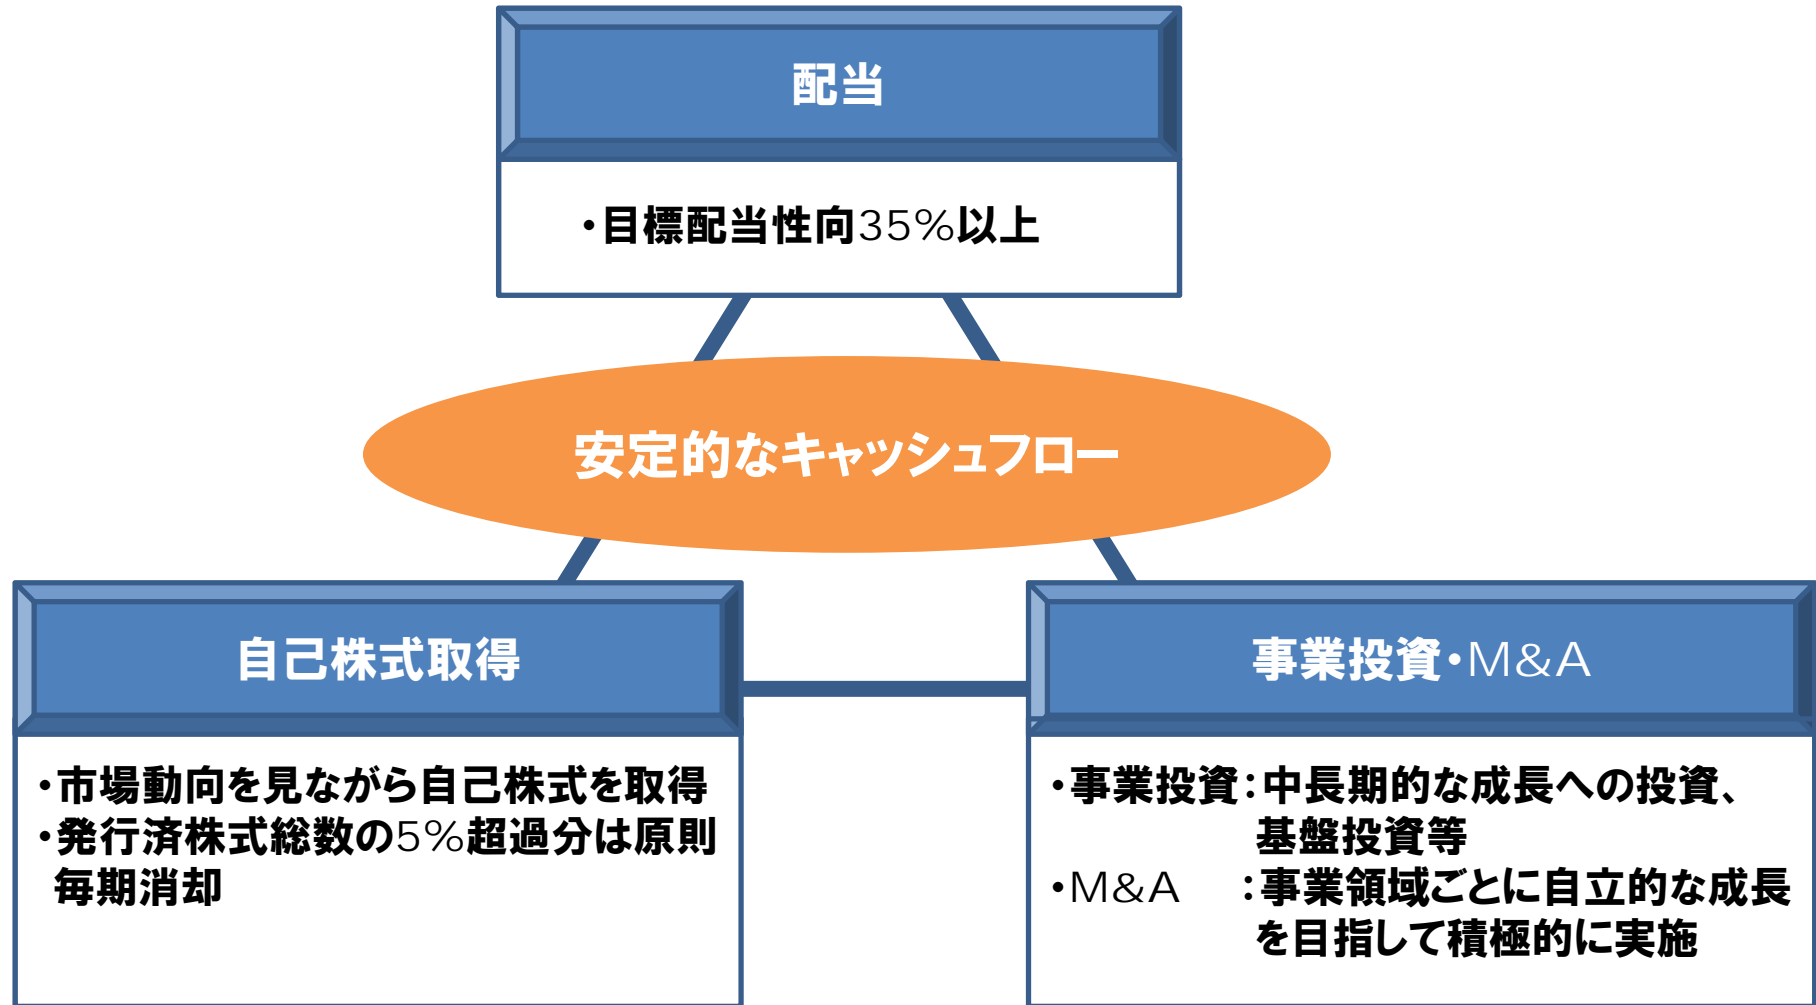 配当
・目標配当性向35%以上
安定的なキャッシュフロー
自己株式取得
・市場動向を見ながら自己株式を取得
・発行済株式総数の5%超過分は原則
毎期消却
事業投資・M&A
・事業投資：中長期的な成長への投資、
基盤投資等
・M&A　：事業領域ごとに自立的な成長
を目指して積極的に実施